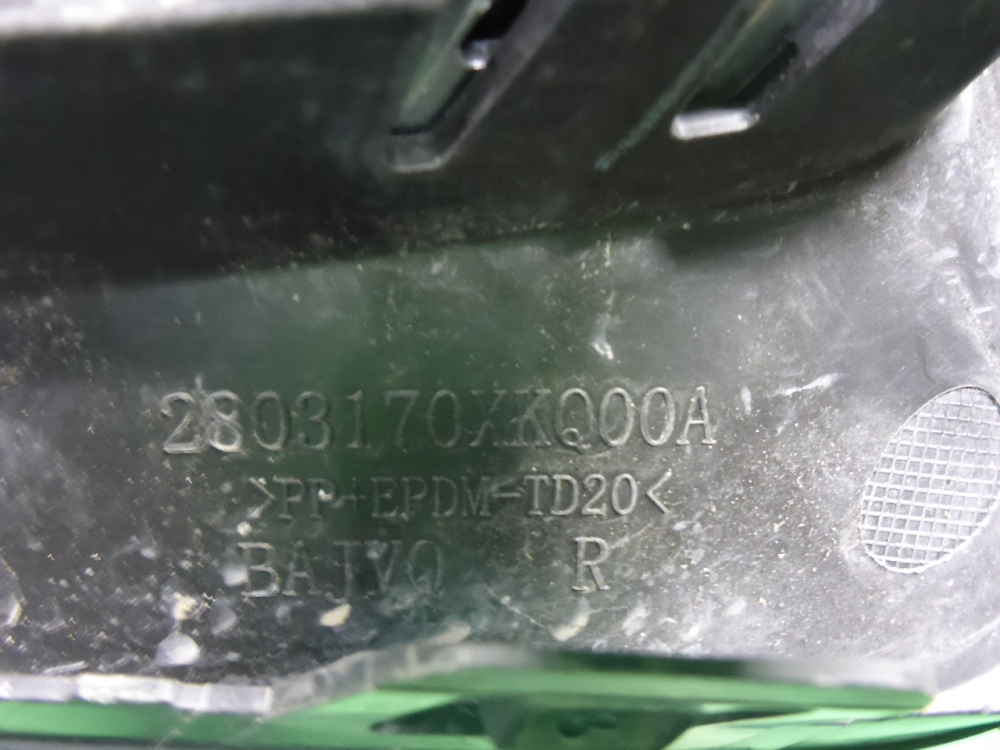 2803170XKQ00A
>PP+EPDM-TD20<
BAJVQ R